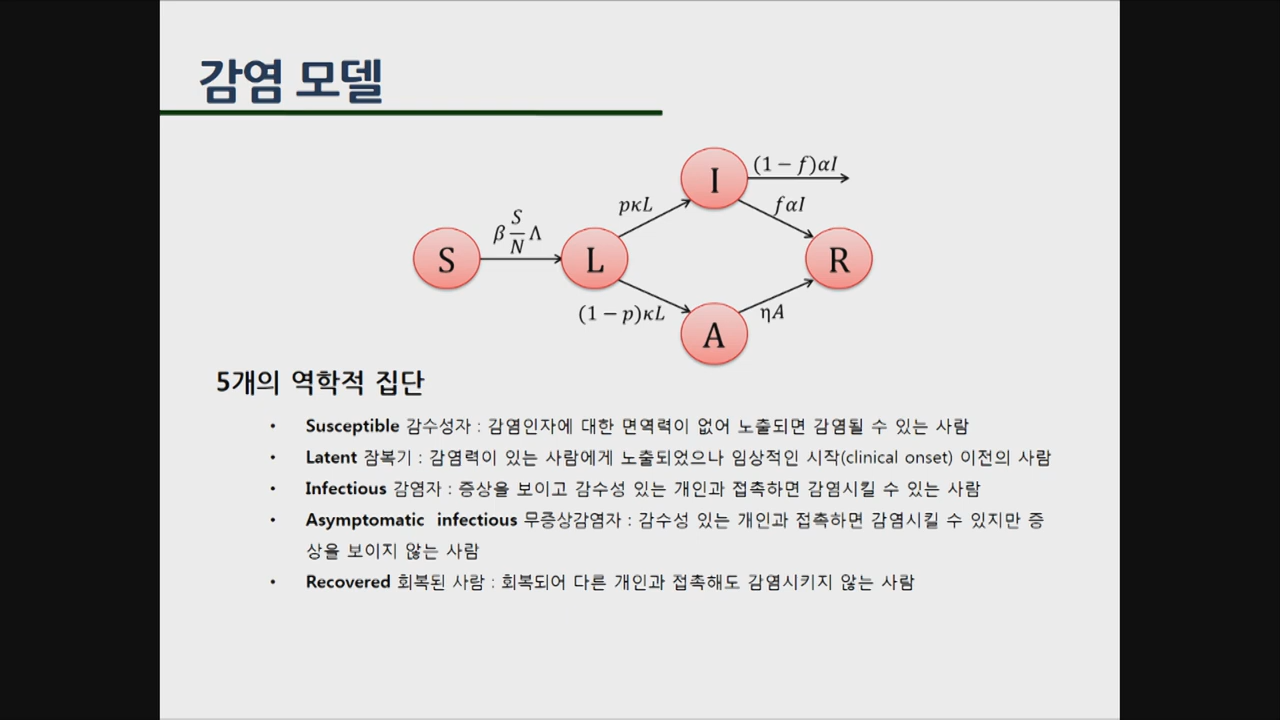 감염 모델
(1 − f)αI
I
pκL
fαI
β S/N Λ
S
L
R
(1 − p)κL
ηA
A
5개의 역학적 집단
• Susceptible 감수성자 : 감염인자에 대한 면역력이 없어 노출되면 감염될 수 있는 사람
• Latent 잠복기 : 감염력이 있는 사람에게 노출되었으나 임상적인 시작(clinical onset) 이전의 사람
• Infectious 감염자 : 증상을 보이고 감수성 있는 개인과 접촉하면 감염시킬 수 있는 사람
• Asymptomatic infectious 무증상감염자 : 감수성 있는 개인과 접촉하면 감염시킬 수 있지만 증
상을 보이지 않는 사람
• Recovered 회복된 사람 : 회복되어 다른 개인과 접촉해도 감염시키지 않는 사람